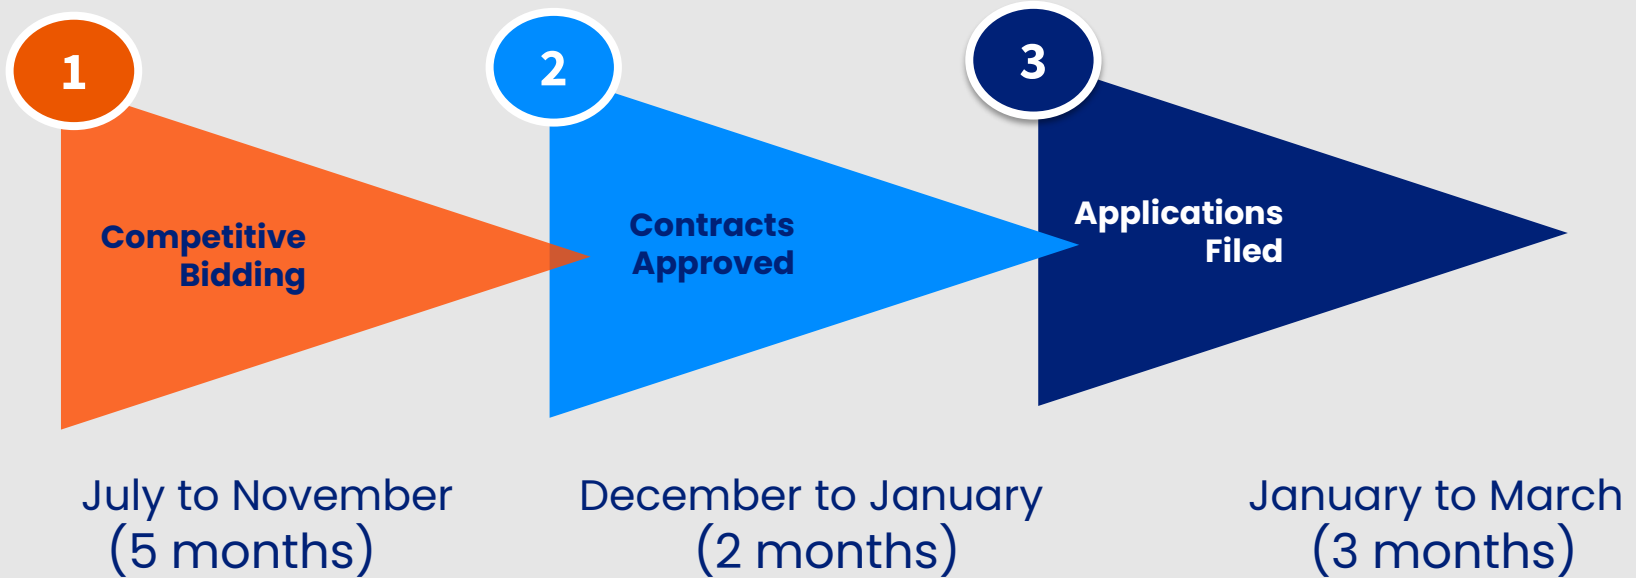 1
Competitive
Bidding
July to November
(5 months)
2
Contracts
Approved
December to January
(2 months)
3
Applications
Filed
January to March
(3 months)